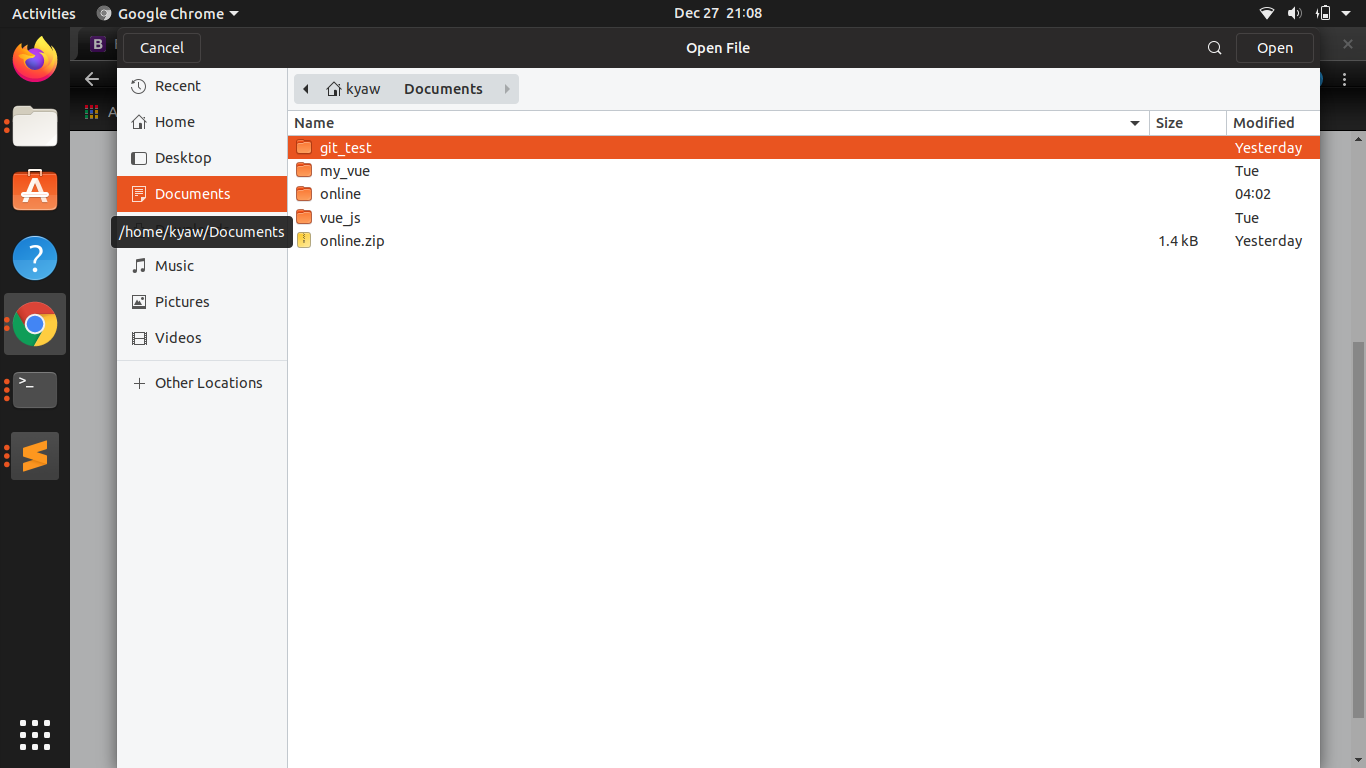 Activities
Google Chrome
Dec 27 21:08
B
Cancel
Open File
Open
A
Recent
Home
Desktop
Documents
/home/kyaw/Documents
Music
Pictures
Videos
Other Locations
kyaw
Documents
Name
Size
Modified
git_test
Yesterday
my_vue
Tue
online
04:02
vue_js
Tue
online.zip
1.4 kB
Yesterday
?
>_